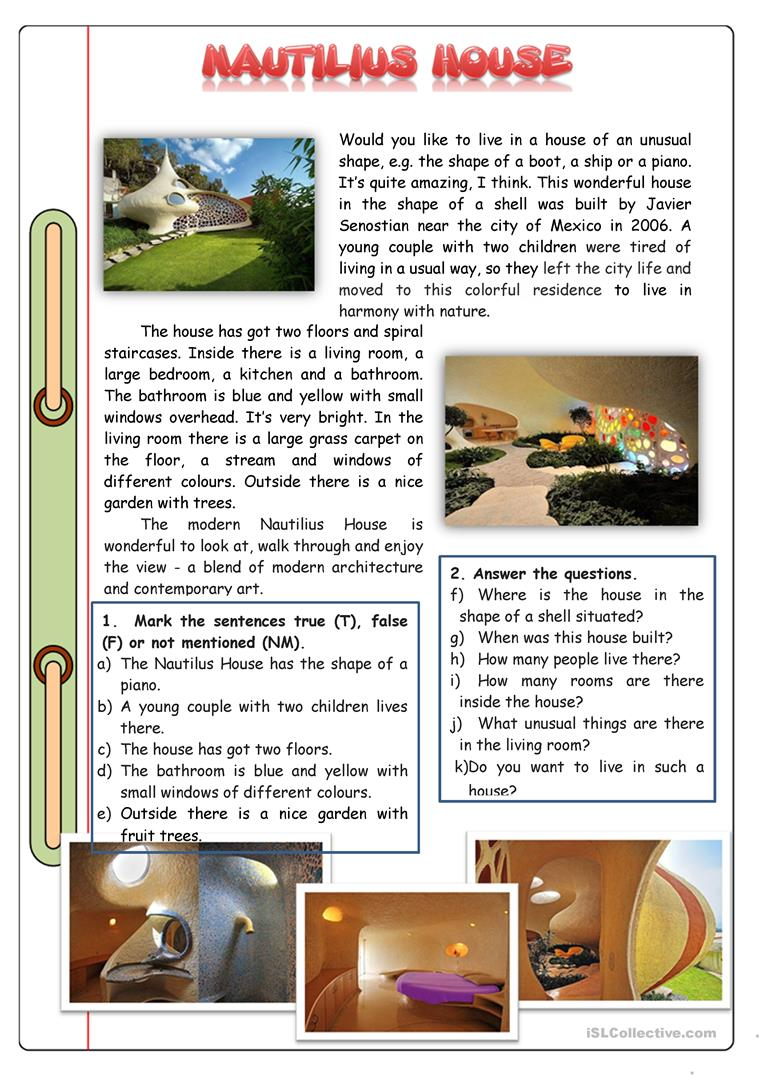 NAUTILIUS HOUSE
Would you like to live in a house of an unusual
shape, e.g. the shape of a boot, a ship or a piano.
It's quite amazing, I think. This wonderful house
in the shape of a shell was built by Javier
Senostian near the city of Mexico in 2006. A
young couple with two children were tired of
living in a usual way, so they left the city life and
moved to this colorful residence to live in
harmony with nature.
The house has got two floors and spiral
staircases. Inside there is a living room, a
large bedroom, a kitchen and a bathroom.
The bathroom is blue and yellow with small
windows overhead. It's very bright. In the
living room there is a large grass carpet on
the floor, a stream and windows of
different colours. Outside there is a nice
garden with trees.
The modern Nautilius House is
wonderful to look at, walk through and enjoy
the view - a blend of modern architecture
and contemporary art.
1. Mark the sentences true (T), false
(F) or not mentioned (NM).
a) The Nautilus House has the shape of a
piano.
b) A young couple with two children lives
there.
c) The house has got two floors.
d) The bathroom is blue and yellow with
small windows of different colours.
e) Outside there is a nice garden with
fruit trees.
2. Answer the questions.
f) Where is the house in the
shape of a shell situated?
g) When was this house built?
h) How many people live there?
i) How many rooms are there
inside the house?
j) What unusual things are there
in the living room?
k)Do you want to live in such a
house?
iSLCollective.com